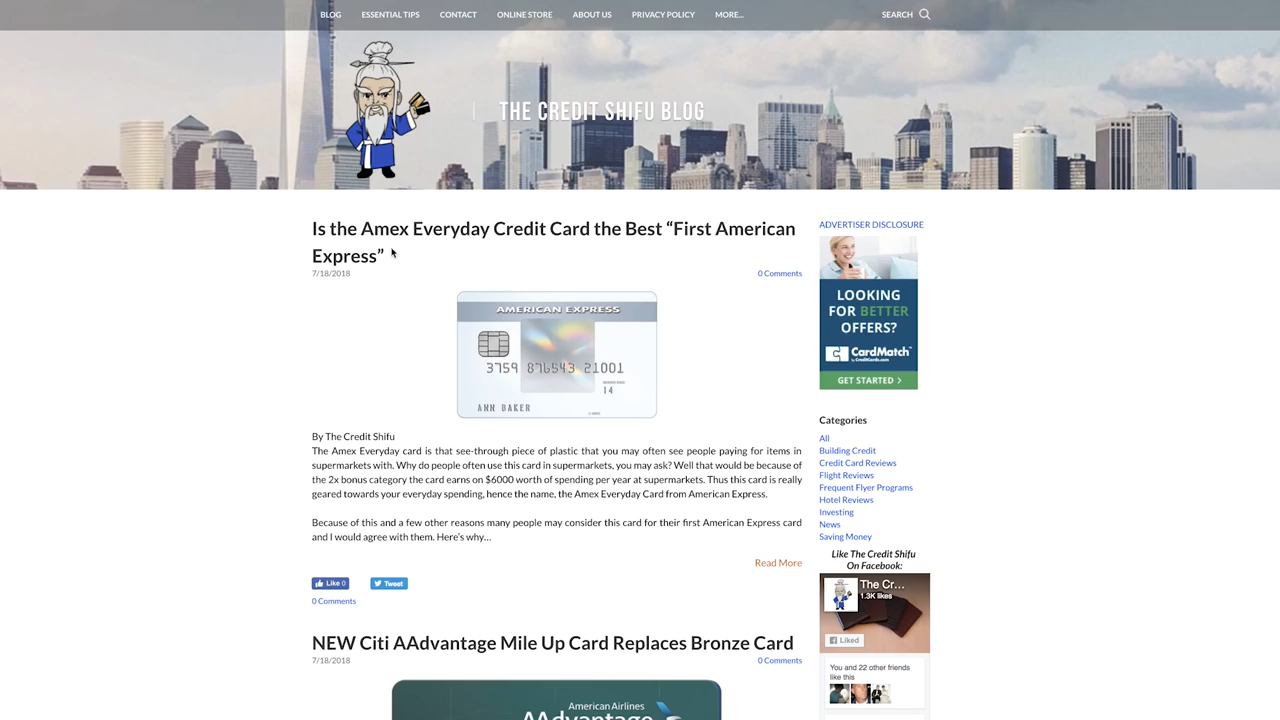 BLOG ESSENTIAL TIPS CONTACT ONLINE STORE ABOUT US PRIVACY POLICY MORE... SEARCH
THE CREDIT SHIFU BLOG
Is the Amex Everyday Credit Card the Best “First American
Express”
7/18/2018 0 Comments
AMERICAN EXPRESS
3759 876543 21001
14
ANN BAKER
By The Credit Shifu
The Amex Everyday card is that see-through piece of plastic that you may often see people paying for items in
supermarkets with. Why do people often use this card in supermarkets, you may ask? Well that would be because of
the 2x bonus category the card earns on $6000 worth of spending per year at supermarkets. Thus this card is really
geared towards your everyday spending, hence the name, the Amex Everyday Card from American Express.
Because of this and a few other reasons many people may consider this card for their first American Express card
and I would agree with them. Here’s why...
Read More
Like 0 Tweet
0 Comments
NEW Citi AAdvantage Mile Up Card Replaces Bronze Card
7/18/2018 0 Comments
American Airlines
AAdvantage
ADVERTISER DISCLOSURE
LOOKING
FOR BETTER
OFFERS?
CardMatch™
by CreditCards.com
GET STARTED >
Categories
All
Building Credit
Credit Card Reviews
Flight Reviews
Frequent Flyer Programs
Hotel Reviews
Investing
News
Saving Money
Like The Credit Shifu
On Facebook:
The Cr...
1.3K likes
Liked
You and 22 other friends
like this